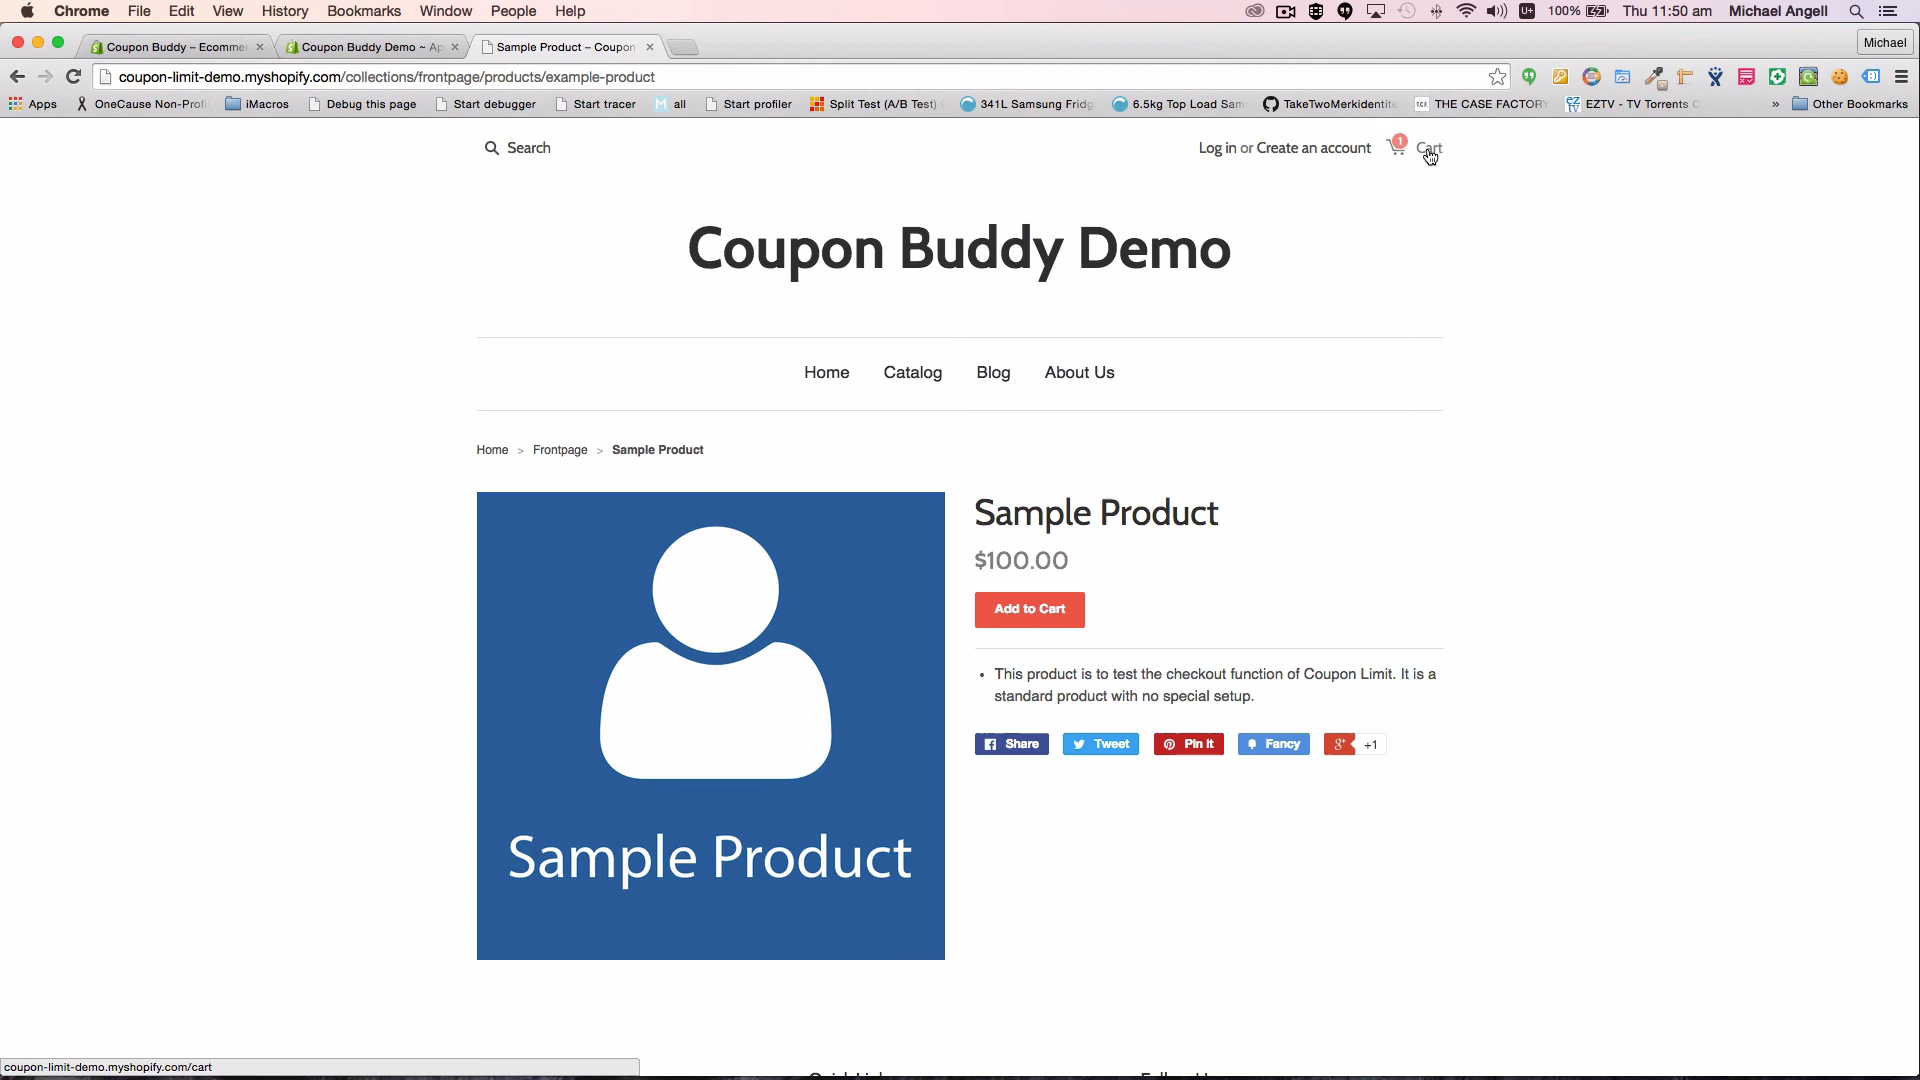 Chrome File Edit View History Bookmarks Window People Help
100% Thu 11:50 am Michael Angell
Coupon Buddy – Ecomme
Coupon Buddy Demo ~ Ap
Sample Product – Coupon
Michael
coupon-limit-demo.myshopify.com/collections/frontpage/products/example-product
Apps OneCause Non-Profi iMacros Debug this page Start debugger Start tracer all Start profiler Split Test (A/B Test) 341L Samsung Fridg 6.5kg Top Load Sam TakeTwoMerkidentite THE CASE FACTORY EZTV - TV Torrents » Other Bookmarks
Search
Log in or Create an account 1 Cart
Coupon Buddy Demo
Home Catalog Blog About Us
Home > Frontpage > Sample Product
Sample Product
Sample Product
$100.00
Add to Cart
• This product is to test the checkout function of Coupon Limit. It is a
standard product with no special setup.
Share Tweet Pin it Fancy g+ +1
coupon-limit-demo.myshopify.com/cart